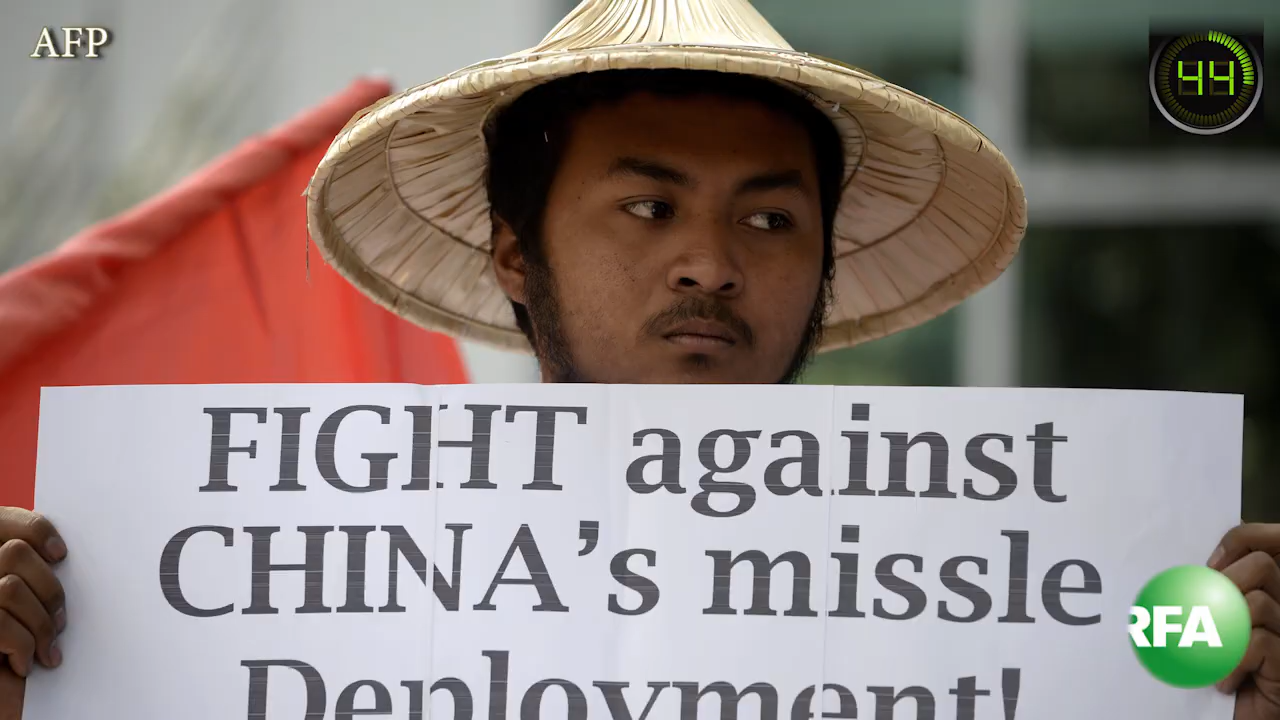 AFP
44
FIGHT against
CHINA's missle
Deployment!
RFA